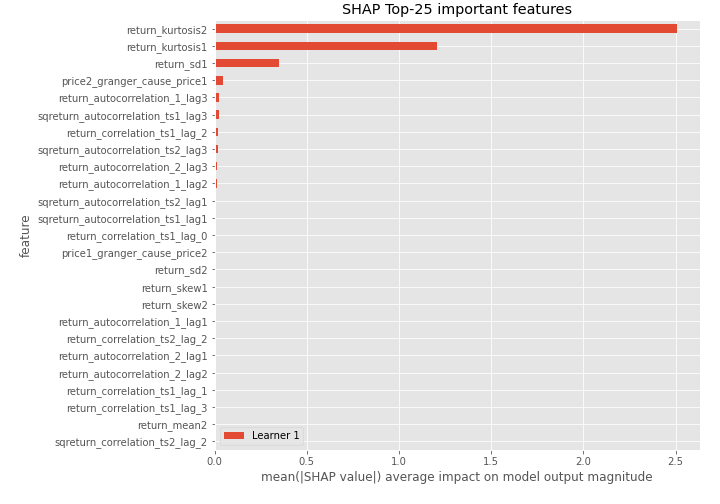 SHAP Top-25 important features
return_kurtosis2
return_kurtosis1
return_sd1
price2_granger_cause_price1
return_autocorrelation_1_lag3
sqreturn_autocorrelation_ts1_lag3
return_correlation_ts1_lag_2
sqreturn_autocorrelation_ts2_lag3
return_autocorrelation_2_lag3
return_autocorrelation_1_lag2
sqreturn_autocorrelation_ts2_lag1
sqreturn_autocorrelation_ts1_lag1
return_correlation_ts1_lag_0
price1_granger_cause_price2
return_sd2
return_skew1
return_skew2
return_autocorrelation_1_lag1
return_correlation_ts2_lag_2
return_autocorrelation_2_lag1
return_autocorrelation_2_lag2
return_correlation_ts1_lag_1
return_correlation_ts1_lag_3
return_mean2
sqreturn_correlation_ts2_lag_2
feature
Learner 1
0.0 0.5 1.0 1.5 2.0 2.5
mean(|SHAP value|) average impact on model output magnitude